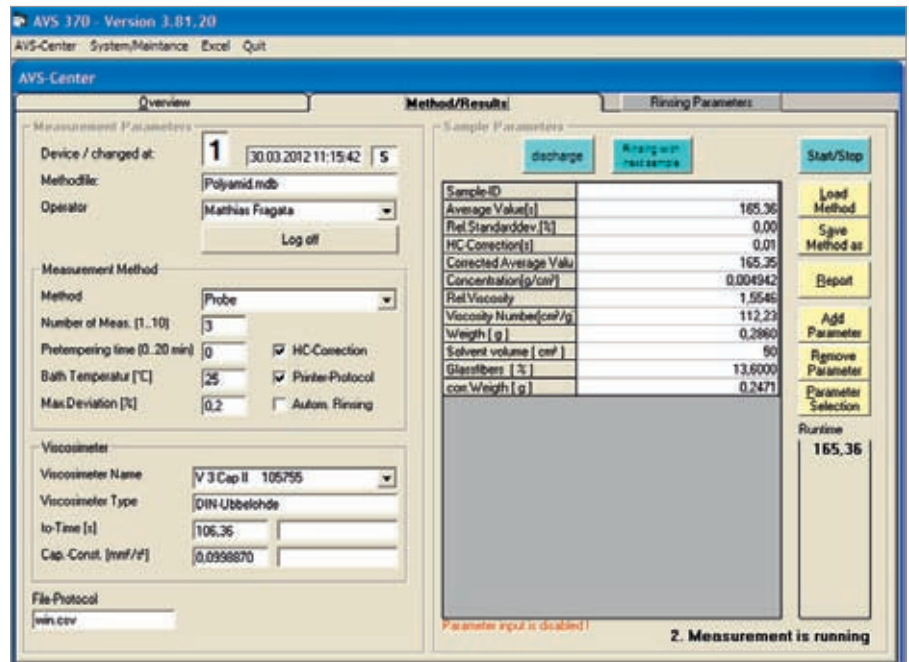 AVS 370 - Version 3.81.20
AVS-Center System/Maintance Excel Quit
AVS-Center
Overview Method/Results Rinsing Parameters
Measurement Parameters
Device / changed at: 1 30.03.2012 11:15:42 S
Methodfile: Polyamid.mdb
Operator Matthias Fragata
Log off
Measurement Method
Method Probe
Number of Meas. [1..10] 3
Pretempering time (0..20 min) 0 HC-Correction
Bath Temperatur [°C] 25 Printer-Protocol
Max.Deviation [%] 0,2 Autom. Rinsing
Viscosimeter
Viscosimeter Name V 3 Cap II 105755
Viscosimeter Type DIN-Ubbelohde
to-Time [s] 106,36
Cap.-Const. [mm²/s²] 0,0998870
File-Protocol
win.csv
Sample Parameters
discharge Rinsing with next sample Start/Stop
Sample-ID
Average Value[s] 165,36
Rel.Standarddev.[%] 0,00
HC-Correction[s] 0,01
Corrected Average Valu 165,35
Concentration[g/cm³] 0,004942
Rel.Viscosity 1,5546
Viscosity Number[cm³/g] 112,23
Weigth [ g ] 0,2860
Solvent volume [ cm³ ] 50
Glassfibers [ % ] 13,6000
corr.Weigth [ g ] 0,2471
Load Method
Save Method as
Report
Add Parameter
Remove Parameter
Parameter Selection
Runtime
165,36
Parameter input is disabled !
2. Measurement is running